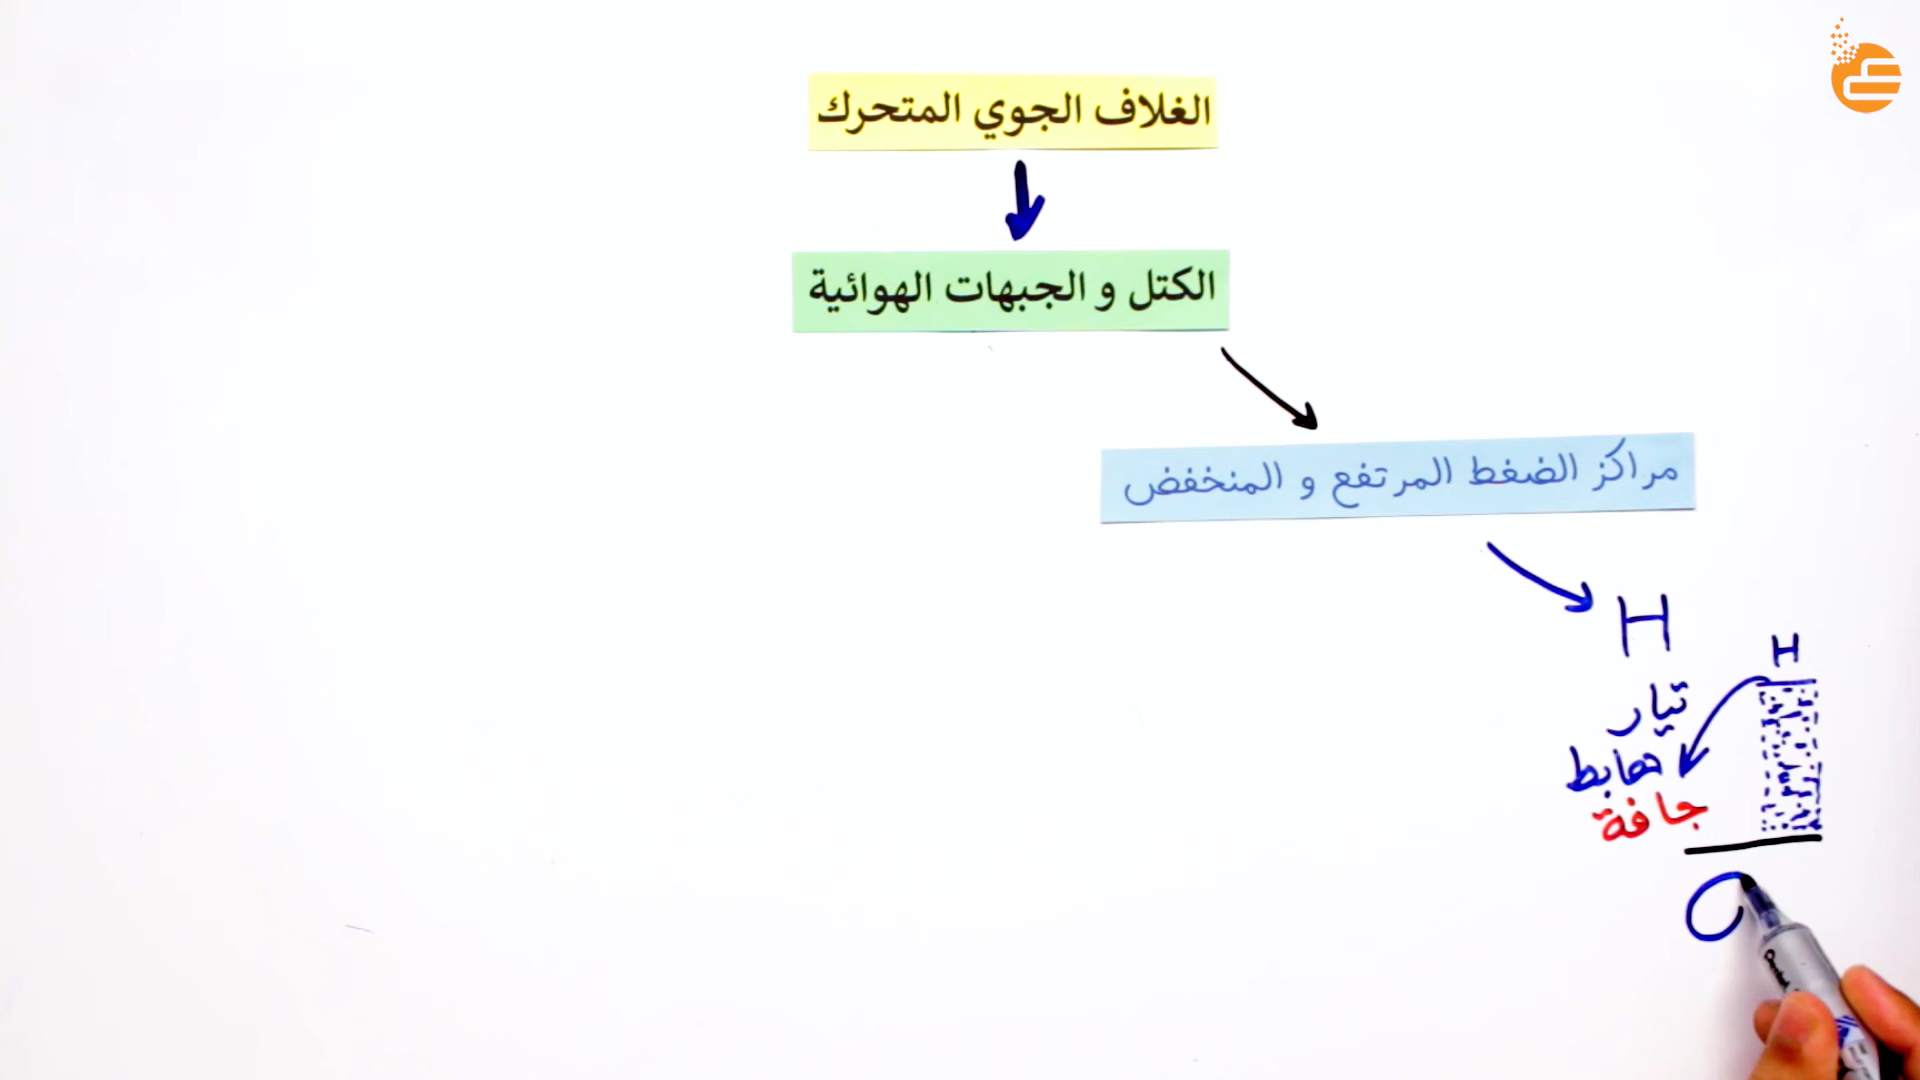 الغلاف الجوي المتحرك
الكتل و الجبهات الهوائية
مراكز الضغط المرتفع و المنخفض
H
H
تيار
هابط
جافة